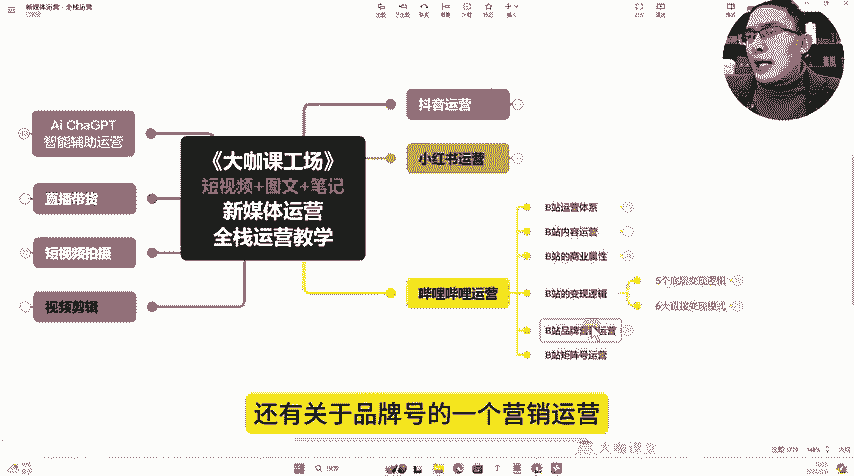 新媒体运营·全栈运营
Ai ChaGPT
智能辅助运营
直播带货
短视频拍摄
视频剪辑
《大咖课工场》
短视频+图文+笔记
新媒体运营
全栈运营教学
抖音运营
小红书运营
哔哩哔哩运营
B站运营体系
B站内容运营
B站的商业属性
B站的变现逻辑
5个底层变现逻辑
6大直接变现模式
B站品牌营销运营
B站矩阵号运营
还有关于品牌号的一个营销运营
大咖课堂